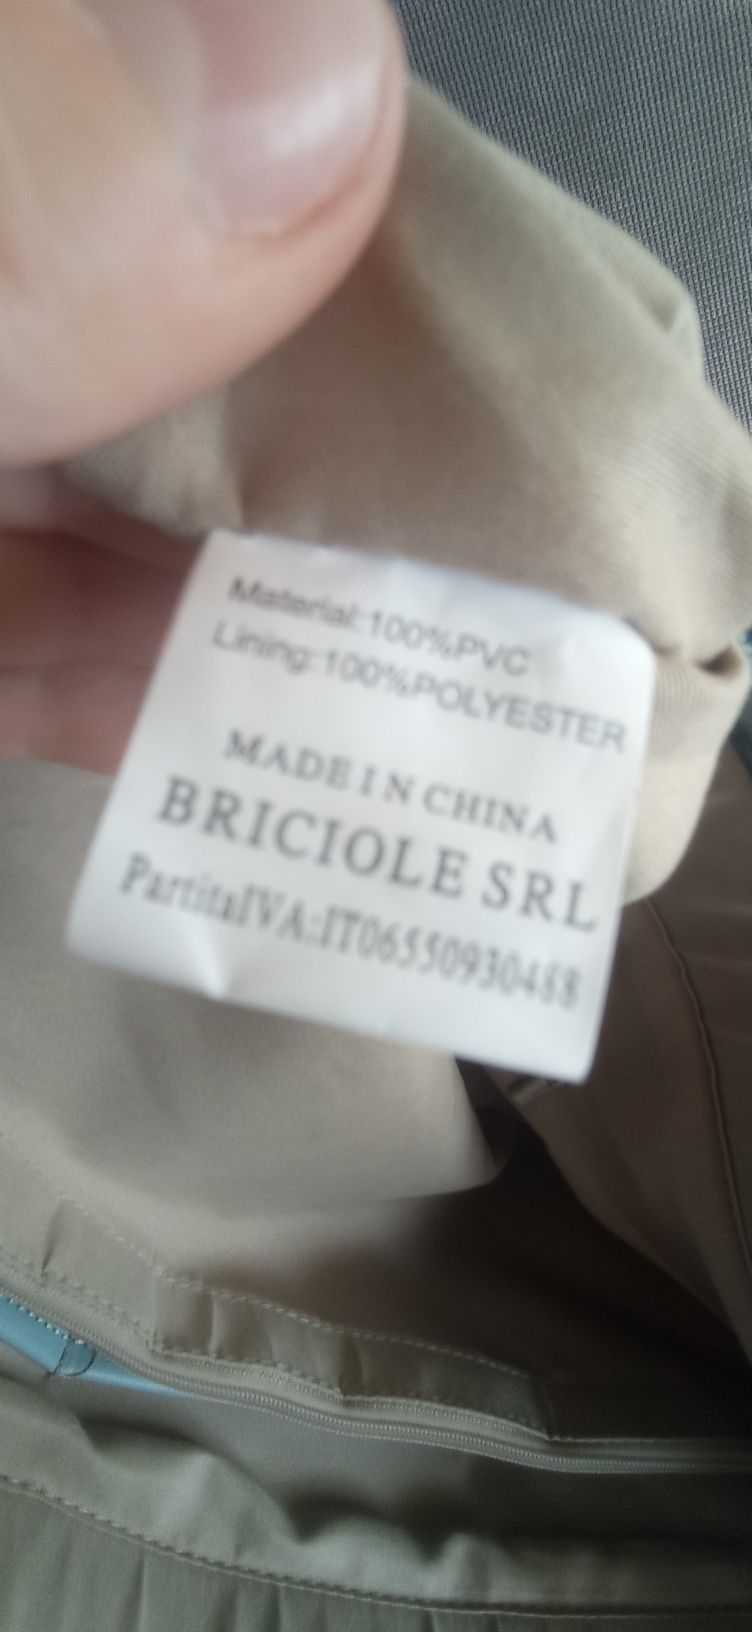 Material:100%PVC
Lining:100%POLYESTER
MADE IN CHINA
BRICIOLE SRL
PartitaIVA:IT06550930488